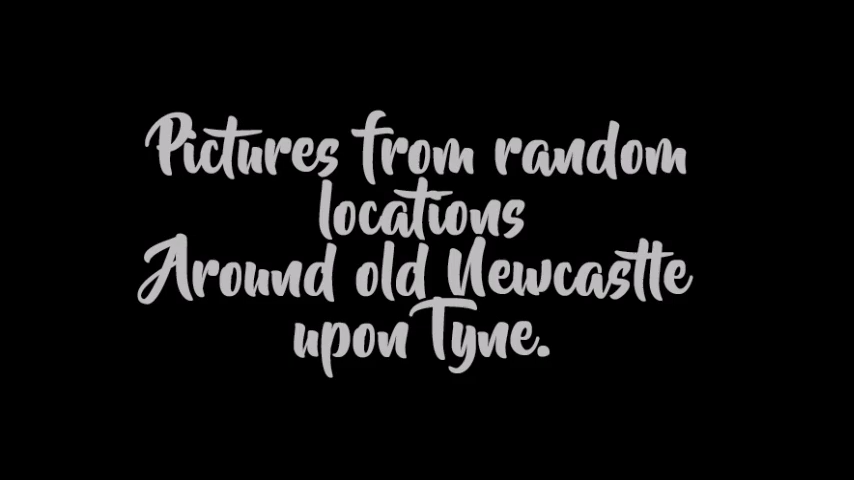 Pictures from random
locations
Around old Newcastle
upon Tyne.